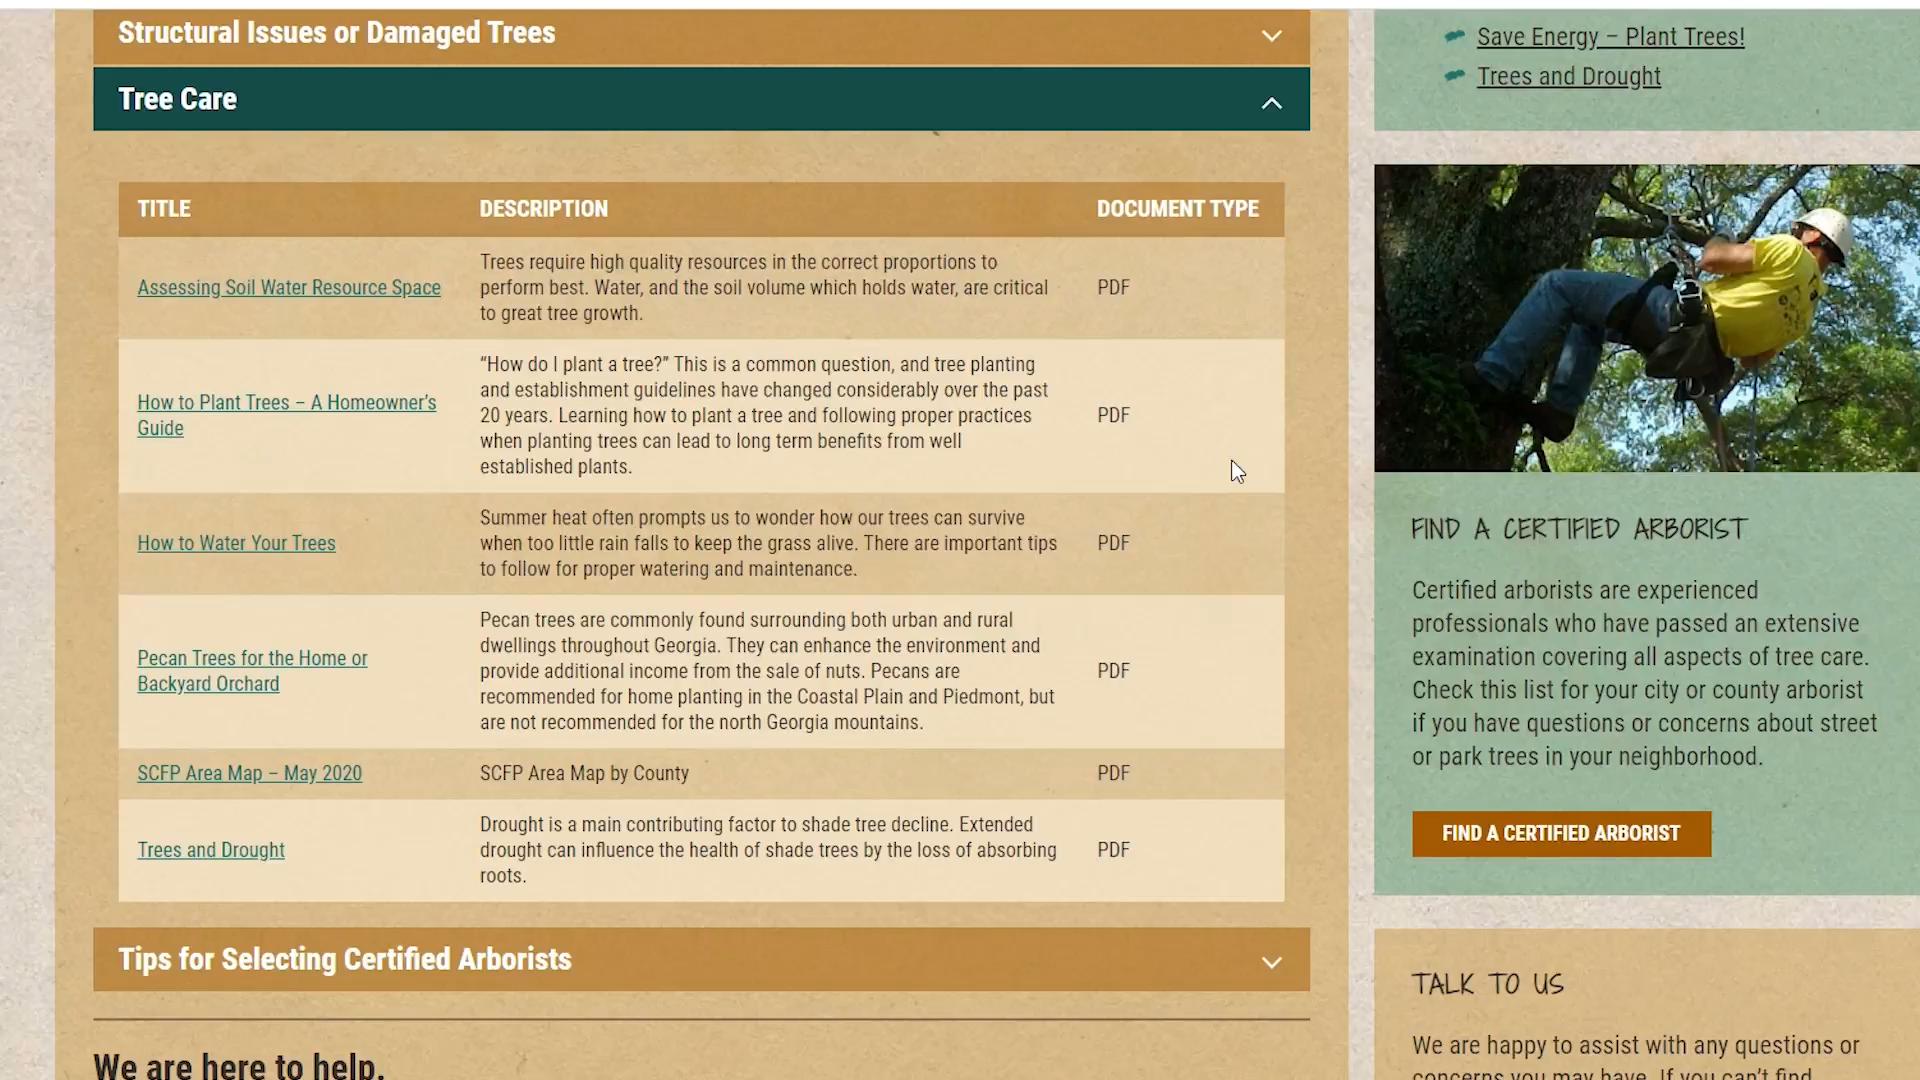 Structural Issues or Damaged Trees
Tree Care
TITLE DESCRIPTION DOCUMENT TYPE
Assessing Soil Water Resource Space
Trees require high quality resources in the correct proportions to
perform best. Water, and the soil volume which holds water, are critical
to great tree growth.
PDF
How to Plant Trees – A Homeowner’s
Guide
“How do I plant a tree?” This is a common question, and tree planting
and establishment guidelines have changed considerably over the past
20 years. Learning how to plant a tree and following proper practices
when planting trees can lead to long term benefits from well
established plants.
PDF
How to Water Your Trees
Summer heat often prompts us to wonder how our trees can survive
when too little rain falls to keep the grass alive. There are important tips
to follow for proper watering and maintenance.
PDF
Pecan Trees for the Home or
Backyard Orchard
Pecan trees are commonly found surrounding both urban and rural
dwellings throughout Georgia. They can enhance the environment and
provide additional income from the sale of nuts. Pecans are
recommended for home planting in the Coastal Plain and Piedmont, but
are not recommended for the north Georgia mountains.
PDF
SCFP Area Map – May 2020
SCFP Area Map by County
PDF
Trees and Drought
Drought is a main contributing factor to shade tree decline. Extended
drought can influence the health of shade trees by the loss of absorbing
roots.
PDF
Tips for Selecting Certified Arborists
We are here to help.
Save Energy – Plant Trees!
Trees and Drought
FIND A CERTIFIED ARBORIST
Certified arborists are experienced
professionals who have passed an extensive
examination covering all aspects of tree care.
Check this list for your city or county arborist
if you have questions or concerns about street
or park trees in your neighborhood.
FIND A CERTIFIED ARBORIST
TALK TO US
We are happy to assist with any questions or
concerns you may have. If you can’t find